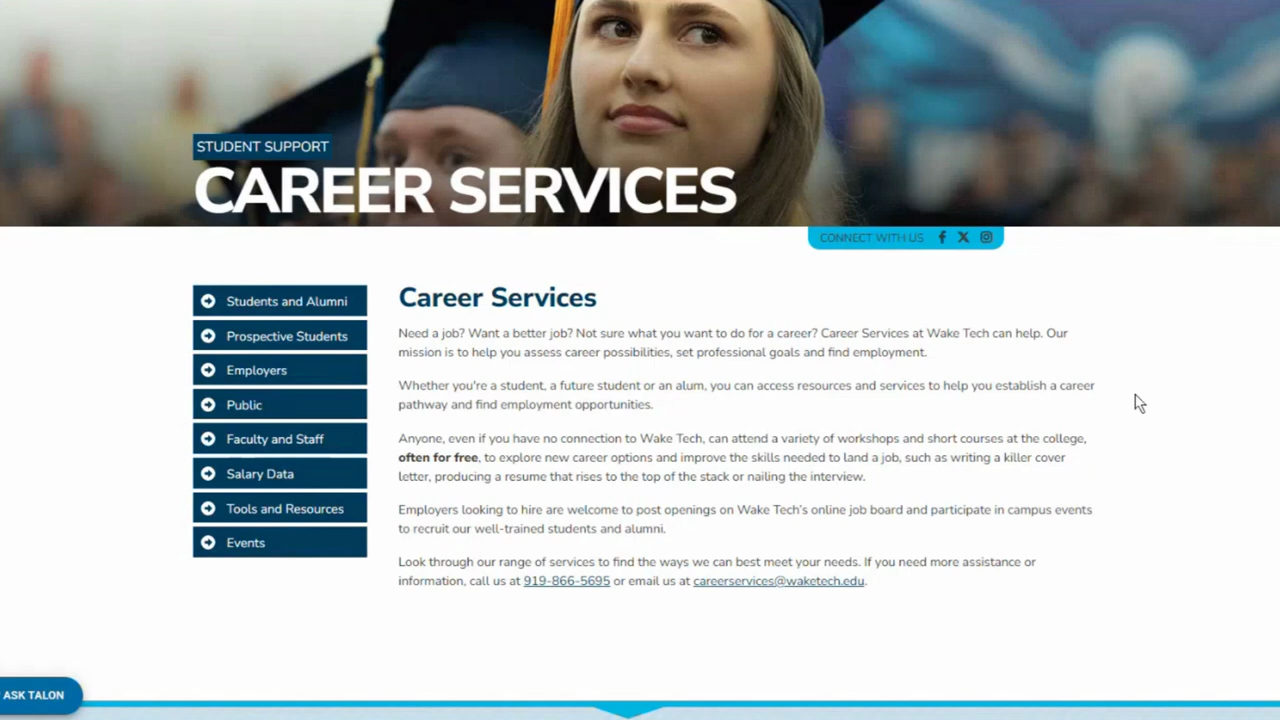 STUDENT SUPPORT
CAREER SERVICES
CONNECT WITH US
Students and Alumni
Prospective Students
Employers
Public
Faculty and Staff
Salary Data
Tools and Resources
Events
Career Services
Need a job? Want a better job? Not sure what you want to do for a career? Career Services at Wake Tech can help. Our
mission is to help you assess career possibilities, set professional goals and find employment.
Whether you're a student, a future student or an alum, you can access resources and services to help you establish a career
pathway and find employment opportunities.
Anyone, even if you have no connection to Wake Tech, can attend a variety of workshops and short courses at the college,
often for free, to explore new career options and improve the skills needed to land a job, such as writing a killer cover
letter, producing a resume that rises to the top of the stack or nailing the interview.
Employers looking to hire are welcome to post openings on Wake Tech's online job board and participate in campus events
to recruit our well-trained students and alumni.
Look through our range of services to find the ways we can best meet your needs. If you need more assistance or
information, call us at 919-866-5695 or email us at careerservices@waketech.edu.
ASK TALON